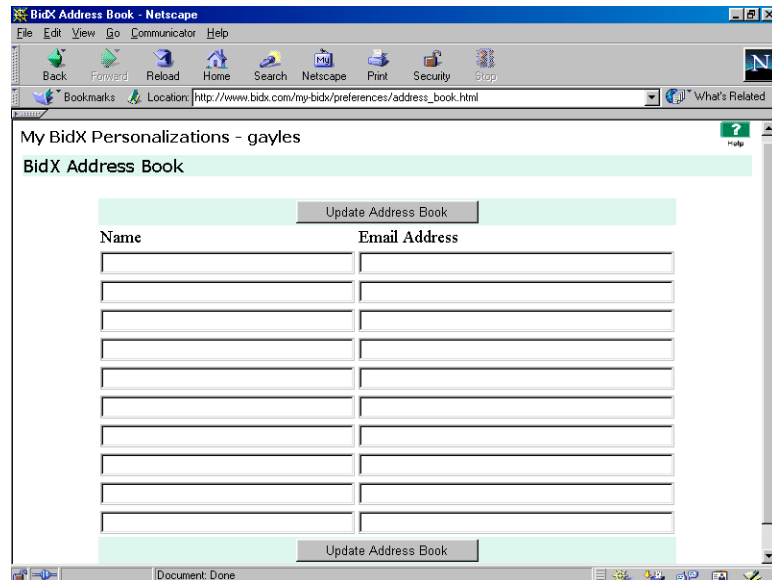 BidX Address Book - Netscape
File Edit View Go Communicator Help
Back Forward Reload Home Search Netscape Print Security Stop
My
N
Bookmarks Location: http://www.bidx.com/my-bidx/preferences/address_book.html What's Related
My BidX Personalizations - gayles
?
Help
BidX Address Book
Update Address Book
Name Email Address
Update Address Book
Document: Done